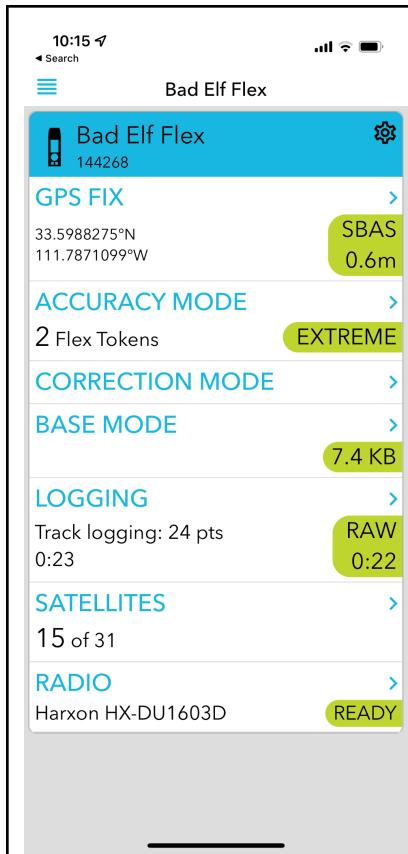 10:15
◄ Search
Bad Elf Flex
Bad Elf Flex
144268
GPS FIX
33.5988275°N
111.7871099°W
SBAS
0.6m
ACCURACY MODE
2 Flex Tokens
EXTREME
CORRECTION MODE
BASE MODE
7.4 KB
LOGGING
Track logging: 24 pts
0:23
RAW
0:22
SATELLITES
15 of 31
RADIO
Harxon HX-DU1603D
READY